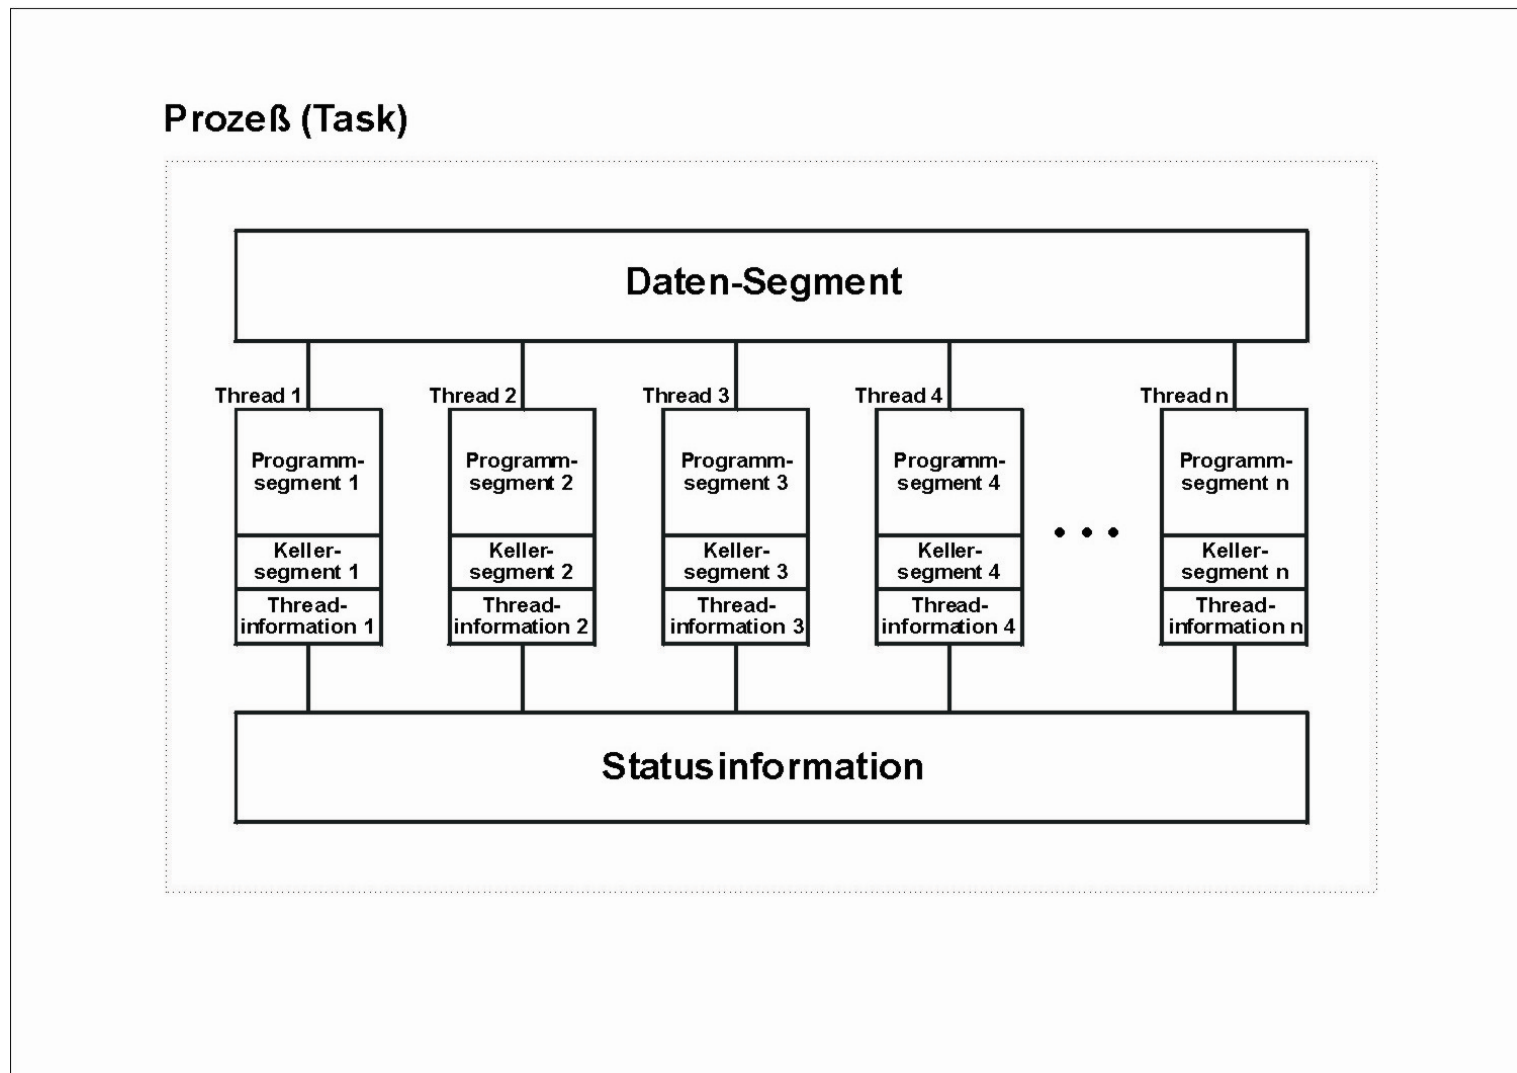 Prozeß (Task)
Daten-Segment
Thread 1
Thread 2
Thread 3
Thread 4
Thread n
Programm-
segment 1
Programm-
segment 2
Programm-
segment 3
Programm-
segment 4
Programm-
segment n
• • •
Keller-
segment 1
Keller-
segment 2
Keller-
segment 3
Keller-
segment 4
Keller-
segment n
Thread-
information 1
Thread-
information 2
Thread-
information 3
Thread-
information 4
Thread-
information n
Statusinformation